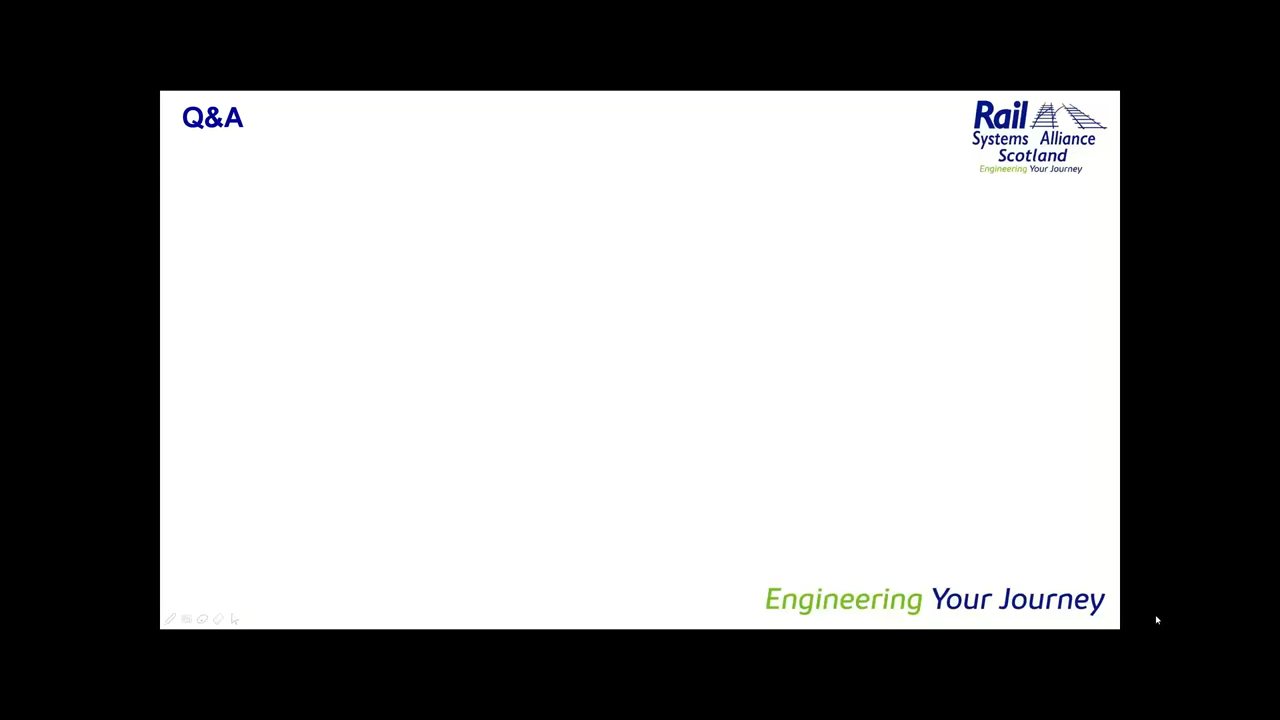 Q&A
Rail
Systems Alliance
Scotland
Engineering Your Journey
Engineering Your Journey